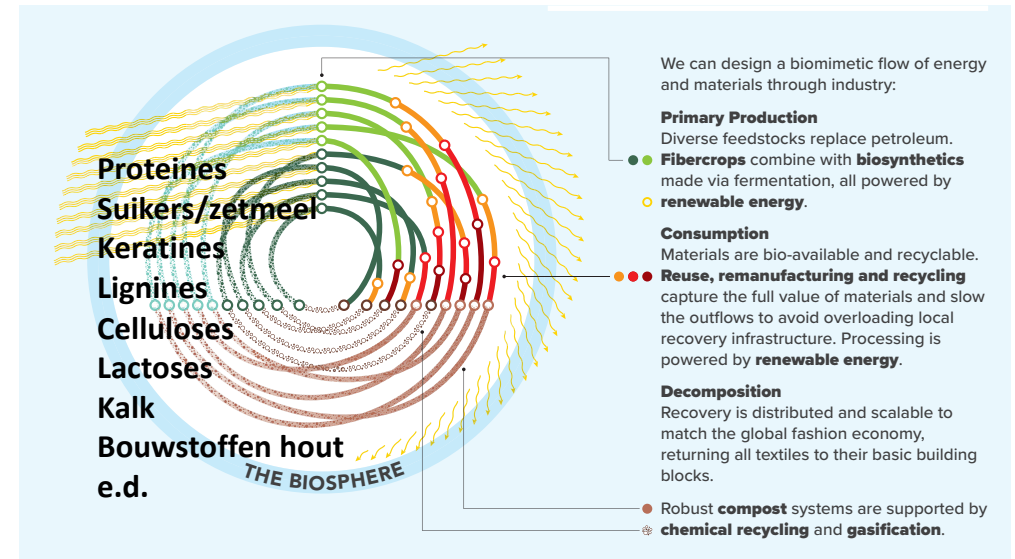 Proteines
Suikers/zetmeel
Keratines
Lignines
Celluloses
Lactoses
Kalk
Bouwstoffen hout
e.d.
THE BIOSPHERE
We can design a biomimetic flow of energy
and materials through industry:
Primary Production
Diverse feedstocks replace petroleum.
Fibercrops combine with biosynthetics
made via fermentation, all powered by
renewable energy.
Consumption
Materials are bio-available and recyclable.
Reuse, remanufacturing and recycling
capture the full value of materials and slow
the outflows to avoid overloading local
recovery infrastructure. Processing is
powered by renewable energy.
Decomposition
Recovery is distributed and scalable to
match the global fashion economy,
returning all textiles to their basic building
blocks.
Robust compost systems are supported by
chemical recycling and gasification.